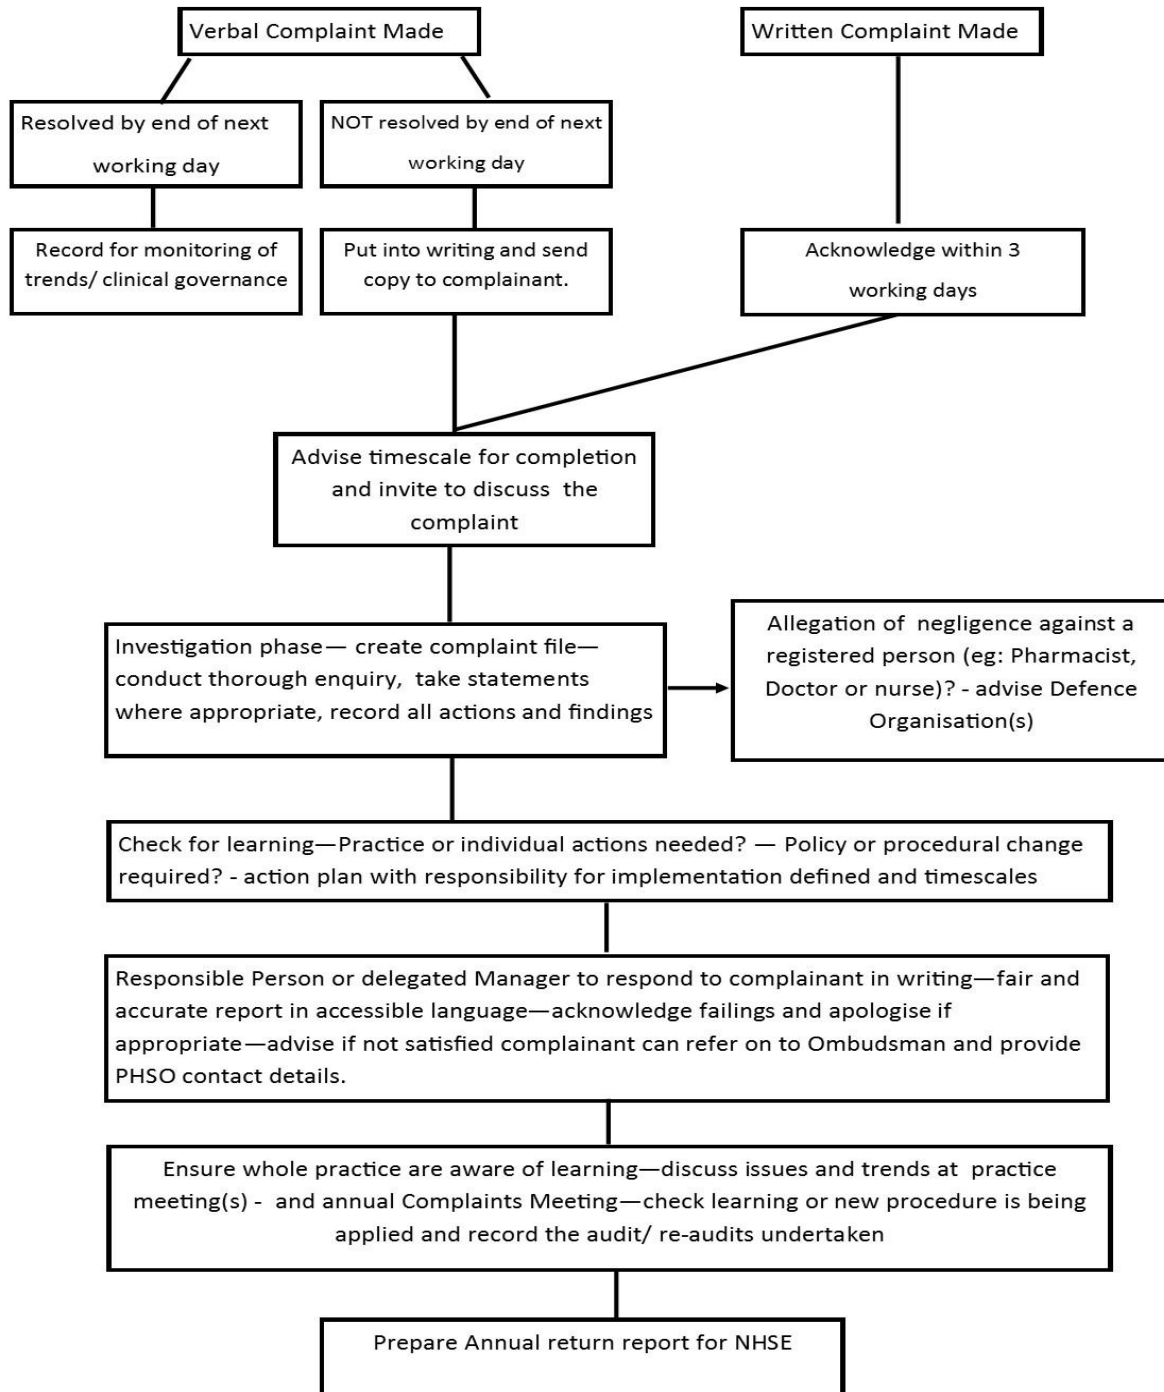 Verbal Complaint Made
Written Complaint Made
Resolved by end of next
working day
NOT resolved by end of next
working day
Record for monitoring of
trends/ clinical governance
Put into writing and send
copy to complainant.
Acknowledge within 3
working days
Advise timescale for completion
and invite to discuss the
complaint
Investigation phase— create complaint file—
conduct thorough enquiry, take statements
where appropriate, record all actions and findings
Allegation of negligence against a
registered person (eg: Pharmacist,
Doctor or nurse)? - advise Defence
Organisation(s)
Check for learning—Practice or individual actions needed? — Policy or procedural change
required? - action plan with responsibility for implementation defined and timescales
Responsible Person or delegated Manager to respond to complainant in writing—fair and
accurate report in accessible language—acknowledge failings and apologise if
appropriate—advise if not satisfied complainant can refer on to Ombudsman and provide
PHSO contact details.
Ensure whole practice are aware of learning—discuss issues and trends at practice
meeting(s) - and annual Complaints Meeting—check learning or new procedure is being
applied and record the audit/ re-audits undertaken
Prepare Annual return report for NHSE